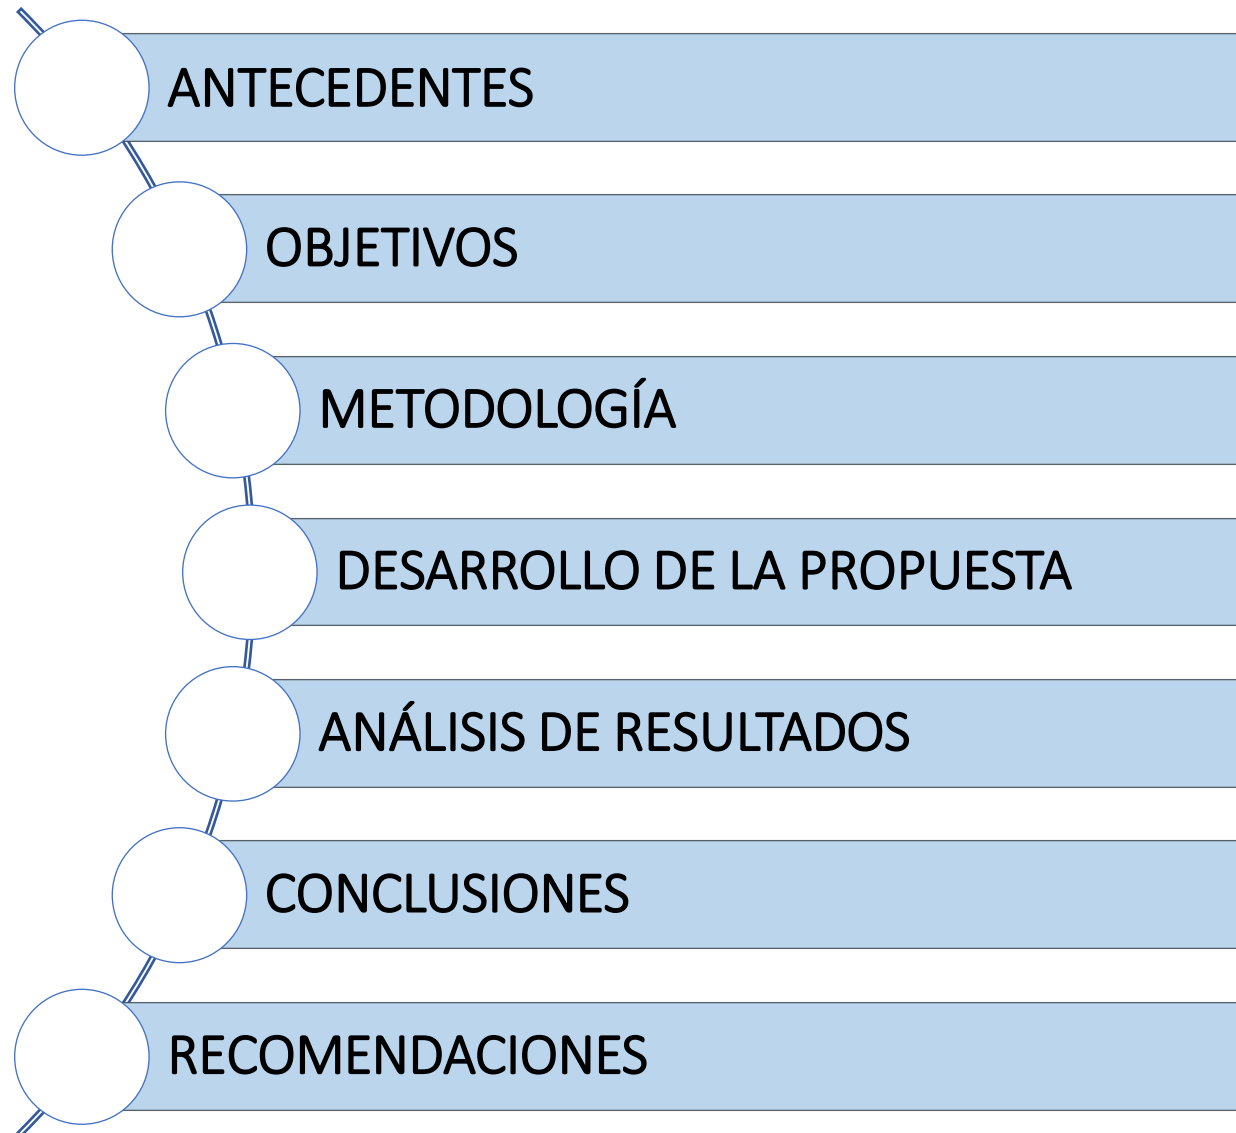 ANTECEDENTES
OBJETIVOS
METODOLOGÍA
DESARROLLO DE LA PROPUESTA
ANÁLISIS DE RESULTADOS
CONCLUSIONES
RECOMENDACIONES